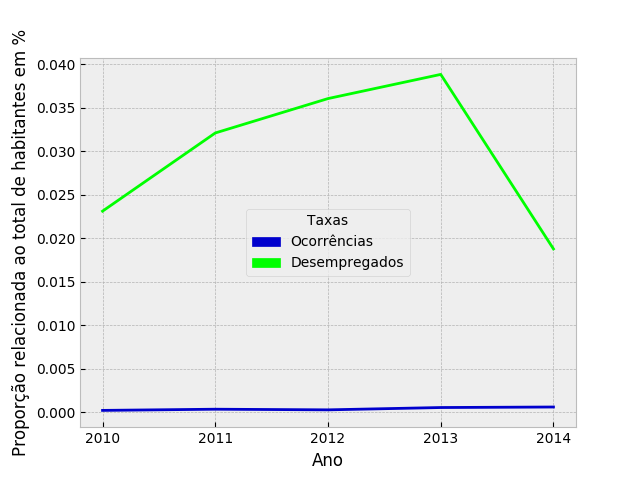 Proporção relacionada ao total de habitantes em %
0.040
0.035
0.030
0.025
0.020
0.015
0.010
0.005
0.000
Taxas
Ocorrências
Desempregados
2010 2011 2012 2013 2014
Ano